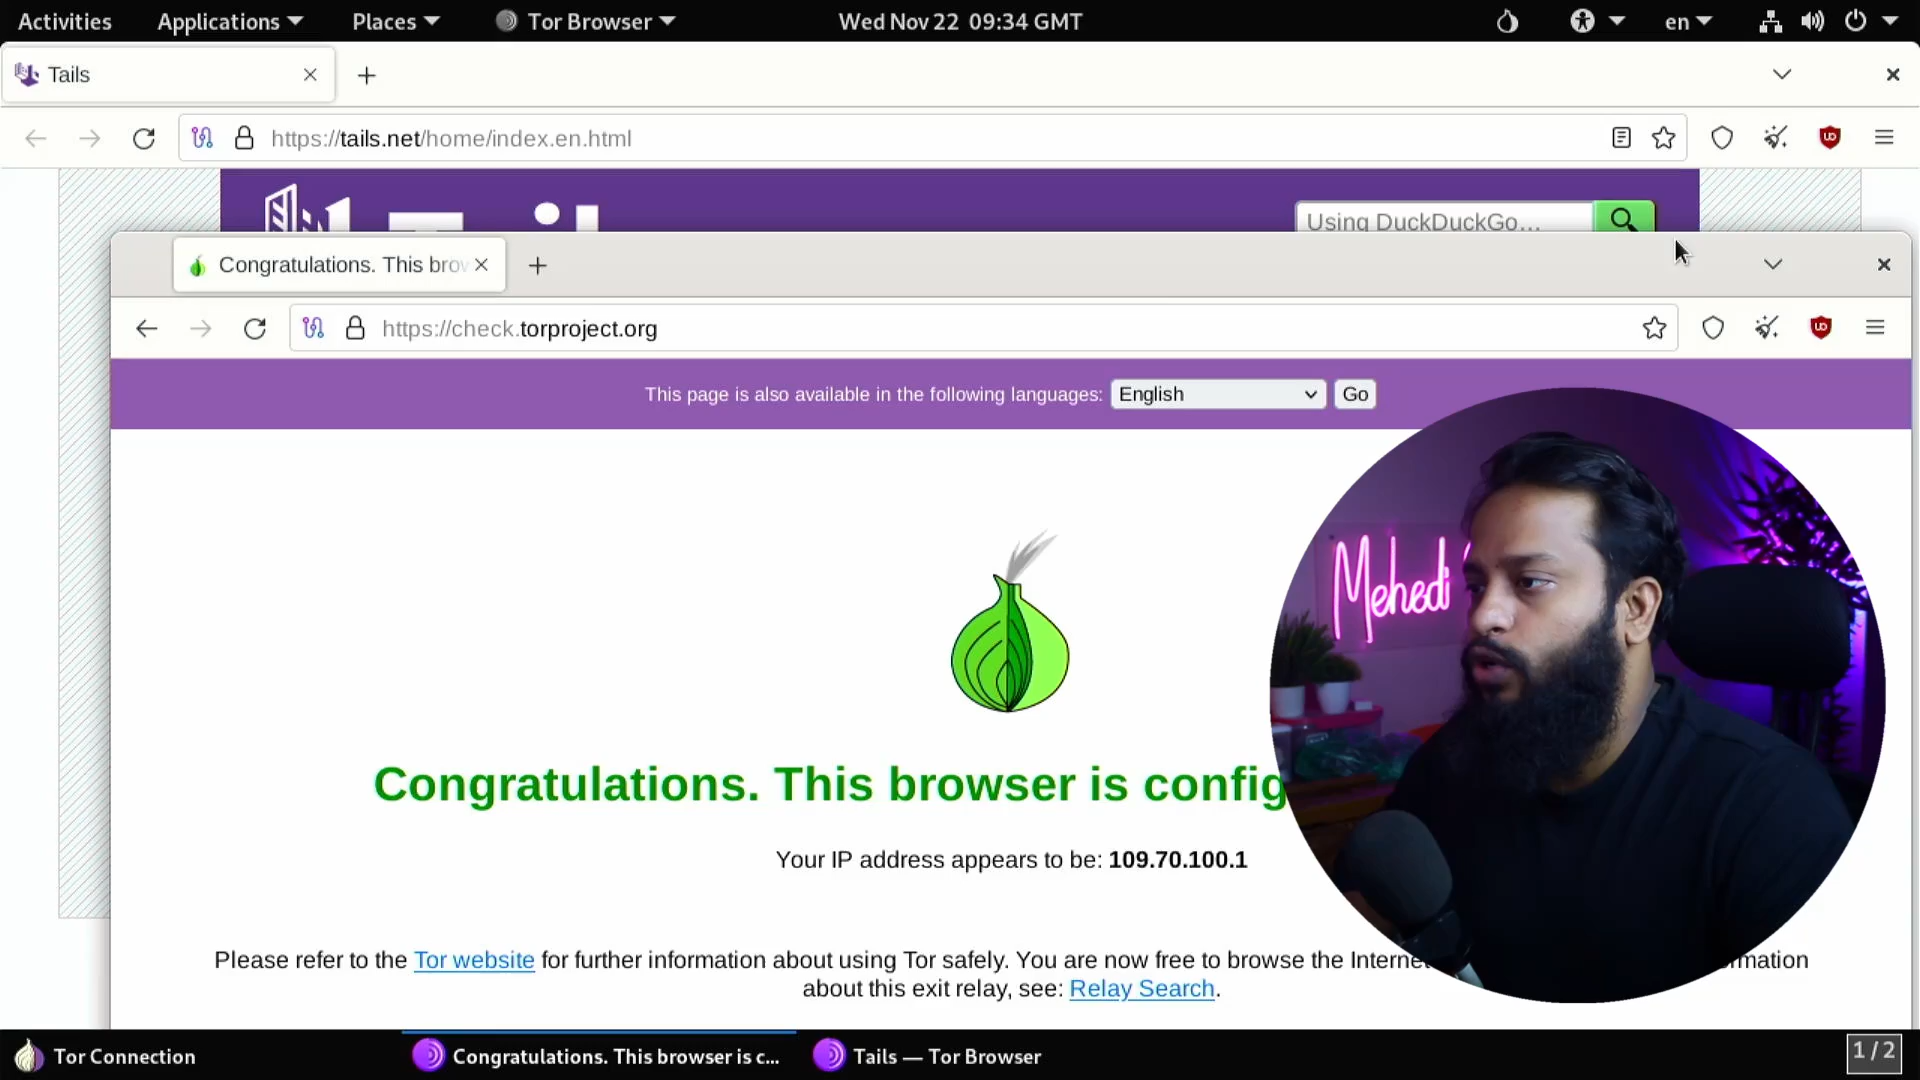 Activities Applications Places Tor Browser Wed Nov 22 09:34 GMT en
Tails
https://tails.net/home/index.en.html
Using DuckDuckGo...
Congratulations. This brow
https://check.torproject.org
This page is also available in the following languages: English Go
Mehedi
Congratulations. This browser is config
Your IP address appears to be: 109.70.100.1
Please refer to the Tor website for further information about using Tor safely. You are now free to browse the Internet rmation
about this exit relay, see: Relay Search.
Tor Connection Congratulations. This browser is c... Tails — Tor Browser 1 / 2